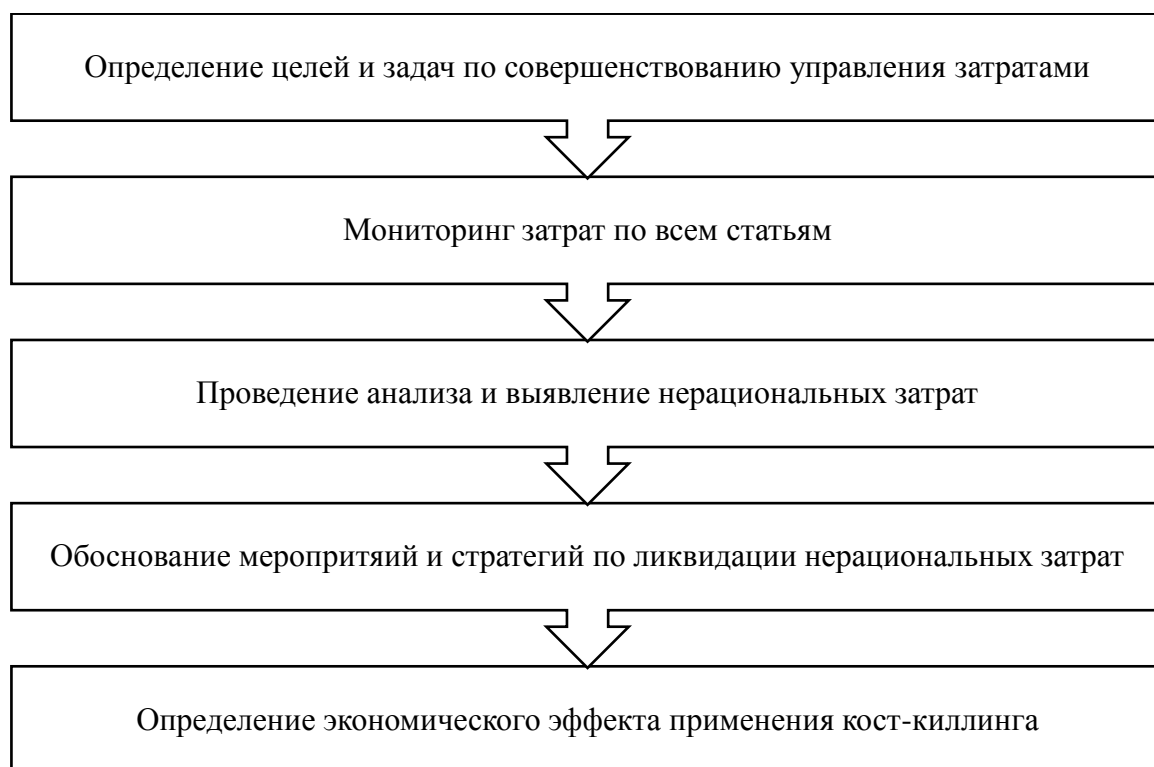 Определение целей и задач по совершенствованию управления затратами
Мониторинг затрат по всем статьям
Проведение анализа и выявление нерациональных затрат
Обоснование меропритяий и стратегий по ликвидации нерациональных затрат
Определение экономического эффекта применения кост-киллинга